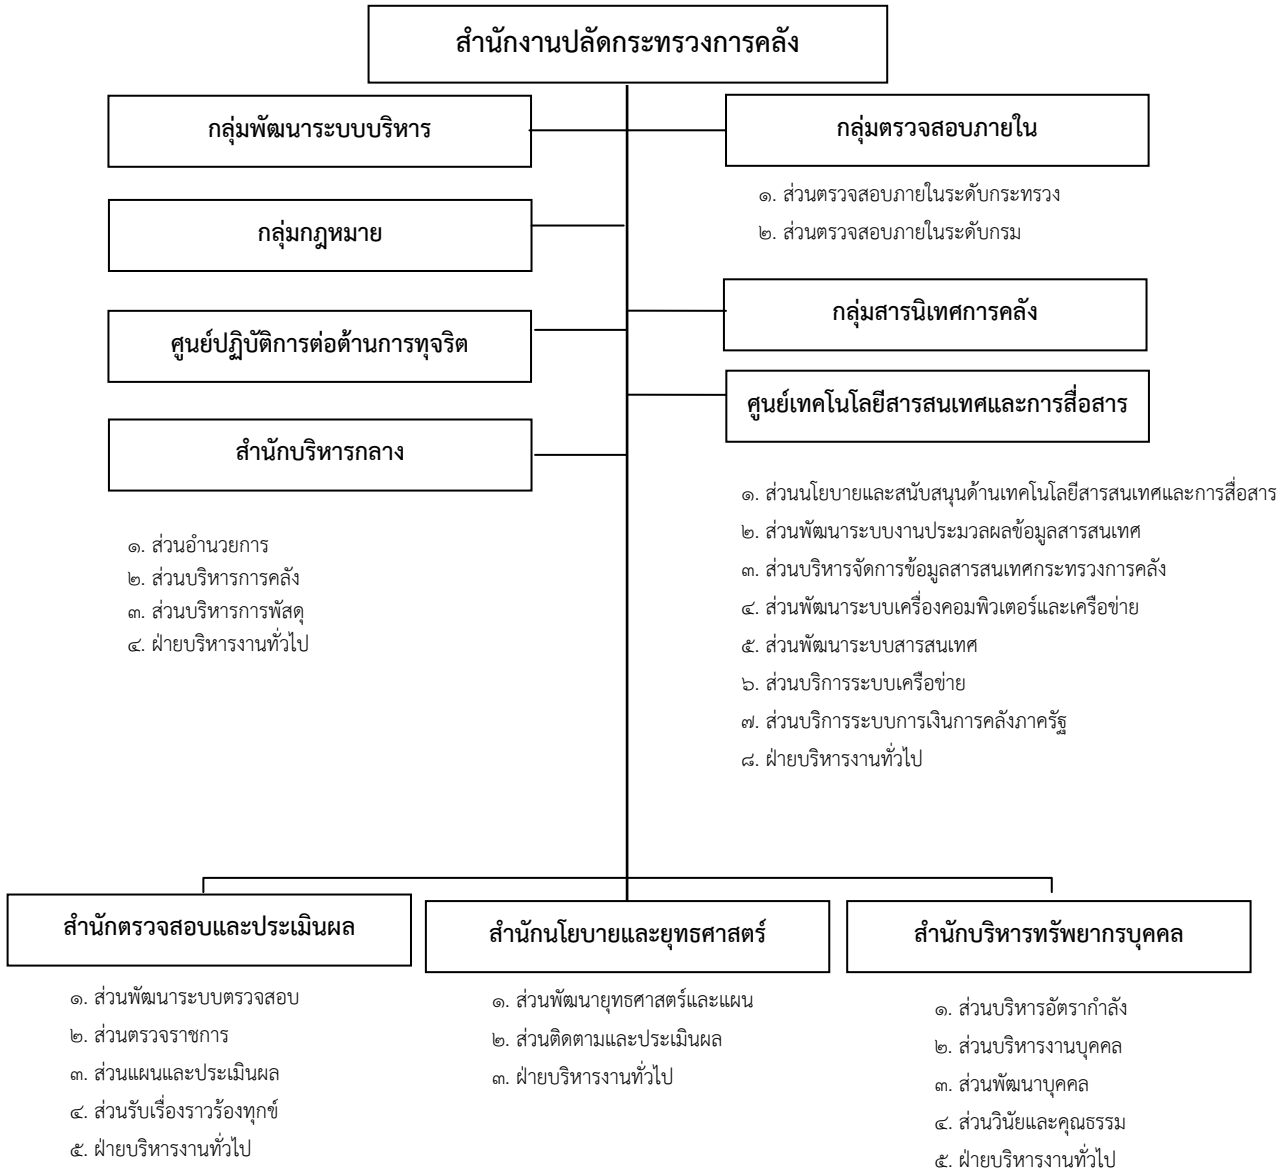 สำนักงานปลัดกระทรวงการคลัง
กลุ่มพัฒนาระบบบริหาร
กลุ่มตรวจสอบภายใน
๑. ส่วนตรวจสอบภายในระดับกระทรวง
๒. ส่วนตรวจสอบภายในระดับกรม
กลุ่มกฎหมาย
กลุ่มสารนิเทศการคลัง
ศูนย์ปฏิบัติการต่อต้านการทุจริต
ศูนย์เทคโนโลยีสารสนเทศและการสื่อสาร
สำนักบริหารกลาง
๑. ส่วนอำนวยการ
๒. ส่วนบริหารการคลัง
๓. ส่วนบริหารการพัสดุ
๔. ฝ่ายบริหารงานทั่วไป
๑. ส่วนนโยบายและสนับสนุนด้านเทคโนโลยีสารสนเทศและการสื่อสาร
๒. ส่วนพัฒนาระบบงานประมวลผลข้อมูลสารสนเทศ
๓. ส่วนบริหารจัดการข้อมูลสารสนเทศกระทรวงการคลัง
๔. ส่วนพัฒนาระบบเครื่องคอมพิวเตอร์และเครือข่าย
๕. ส่วนพัฒนาระบบสารสนเทศ
๖. ส่วนบริการระบบเครือข่าย
๗. ส่วนบริการระบบการเงินการคลังภาครัฐ
๘. ฝ่ายบริหารงานทั่วไป
สำนักตรวจสอบและประเมินผล
๑. ส่วนพัฒนาระบบตรวจสอบ
๒. ส่วนตรวจราชการ
๓. ส่วนแผนและประเมินผล
๔. ส่วนรับเรื่องราวร้องทุกข์
๕. ฝ่ายบริหารงานทั่วไป
สำนักนโยบายและยุทธศาสตร์
๑. ส่วนพัฒนายุทธศาสตร์และแผน
๒. ส่วนติดตามและประเมินผล
๓. ฝ่ายบริหารงานทั่วไป
สำนักบริหารทรัพยากรบุคคล
๑. ส่วนบริหารอัตรากำลัง
๒. ส่วนบริหารงานบุคคล
๓. ส่วนพัฒนาบุคคล
๔. ส่วนวินัยและคุณธรรม
๕. ฝ่ายบริหารงานทั่วไป